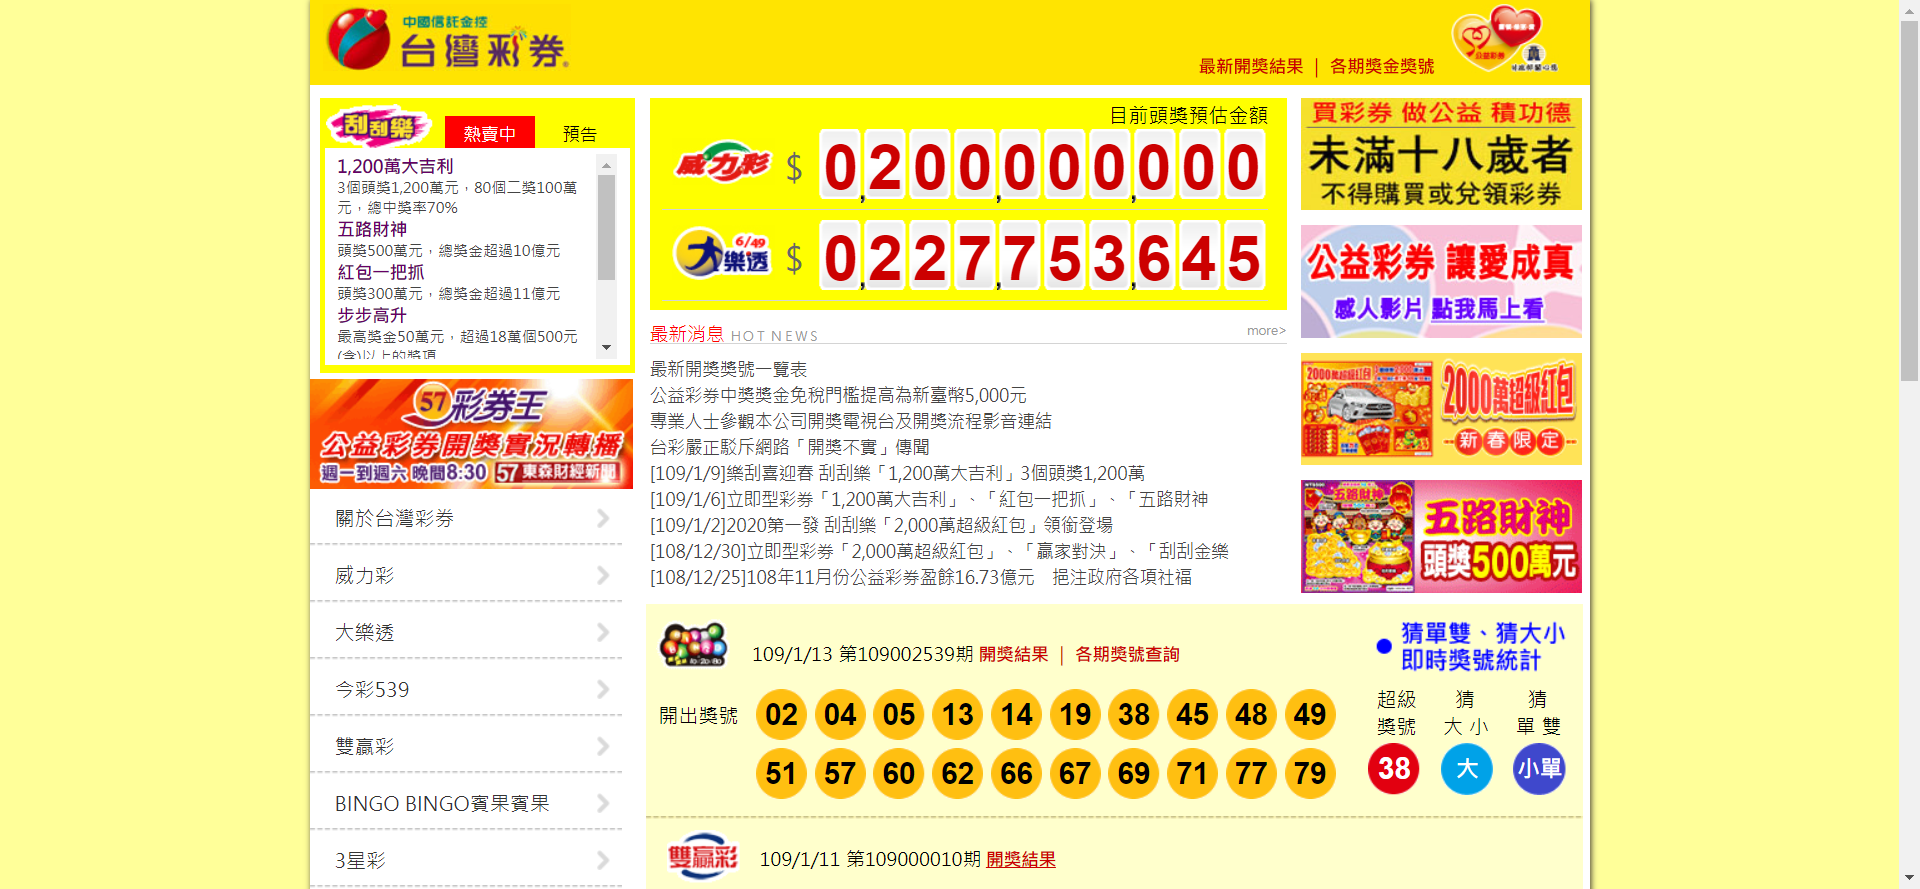 中國信託金控
台灣彩券
最新開獎結果 | 各期獎金獎號
刮刮樂 熱賣中 預告
1,200萬大吉利
3個頭獎1,200萬元，80個二獎100萬
元，總中獎率70%
五路財神
頭獎500萬元，總獎金超過10億元
紅包一把抓
頭獎300萬元，總獎金超過11億元
步步高升
最高獎金50萬元，超過18萬個500元
(含)以上的獎項
57彩券王
公益彩券開獎實況轉播
週一到週六 晚間8:30 57東森財經新聞
關於台灣彩券
威力彩
大樂透
今彩539
雙贏彩
BINGO BINGO賓果賓果
3星彩
目前頭獎預估金額
威力彩 $ 0,200,000,000
大樂透 6/49 $ 0,227,753,645
最新消息 HOT NEWS more>
最新開獎獎號一覽表
公益彩券中獎獎金免稅門檻提高為新臺幣5,000元
專業人士參觀本公司開獎電視台及開獎流程影音連結
台彩嚴正駁斥網路「開獎不實」傳聞
[109/1/9]樂刮喜迎春 刮刮樂「1,200萬大吉利」3個頭獎1,200萬
[109/1/6]立即型彩券「1,200萬大吉利」、「紅包一把抓」、「五路財神
[109/1/2]2020第一發 刮刮樂「2,000萬超級紅包」領銜登場
[108/12/30]立即型彩券「2,000萬超級紅包」、「贏家對決」、「刮刮金樂
[108/12/25]108年11月份公益彩券盈餘16.73億元　挹注政府各項社福
買彩券 做公益 積功德
未滿十八歲者
不得購買或兌領彩券
公益彩券 讓愛成真
感人影片 點我馬上看
2000萬超級紅包
2000萬超級紅包
新春限定
五路財神
五路財神
頭獎500萬元
109/1/13 第109002539期 開獎結果 | 各期獎號查詢
● 猜單雙、猜大小
即時獎號統計
開出獎號 02 04 05 13 14 19 38 45 48 49
51 57 60 62 66 67 69 71 77 79
超級獎號 猜大小 猜單雙
38 大 小單
雙贏彩 109/1/11 第109000010期 開獎結果